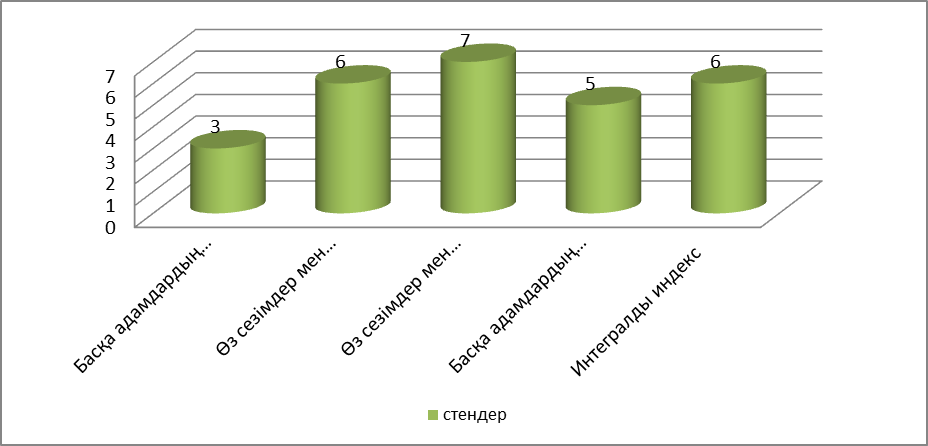 7
6
5
4
3
2
1
0
3
6
7
5
6
Басқа адамдардың...
Өз сезімдер мен...
Өз сезімдер мен...
Басқа адамдардың...
Интегралды индекс
стендер